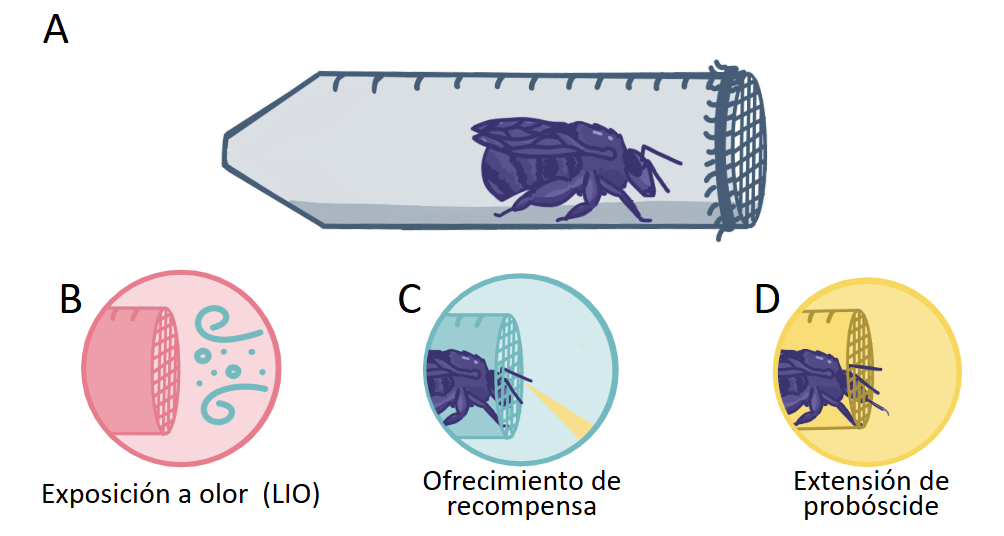 A
B
C
D
Exposición a olor (LIO)
Ofrecimiento de
recompensa
Extensión de
probóscide